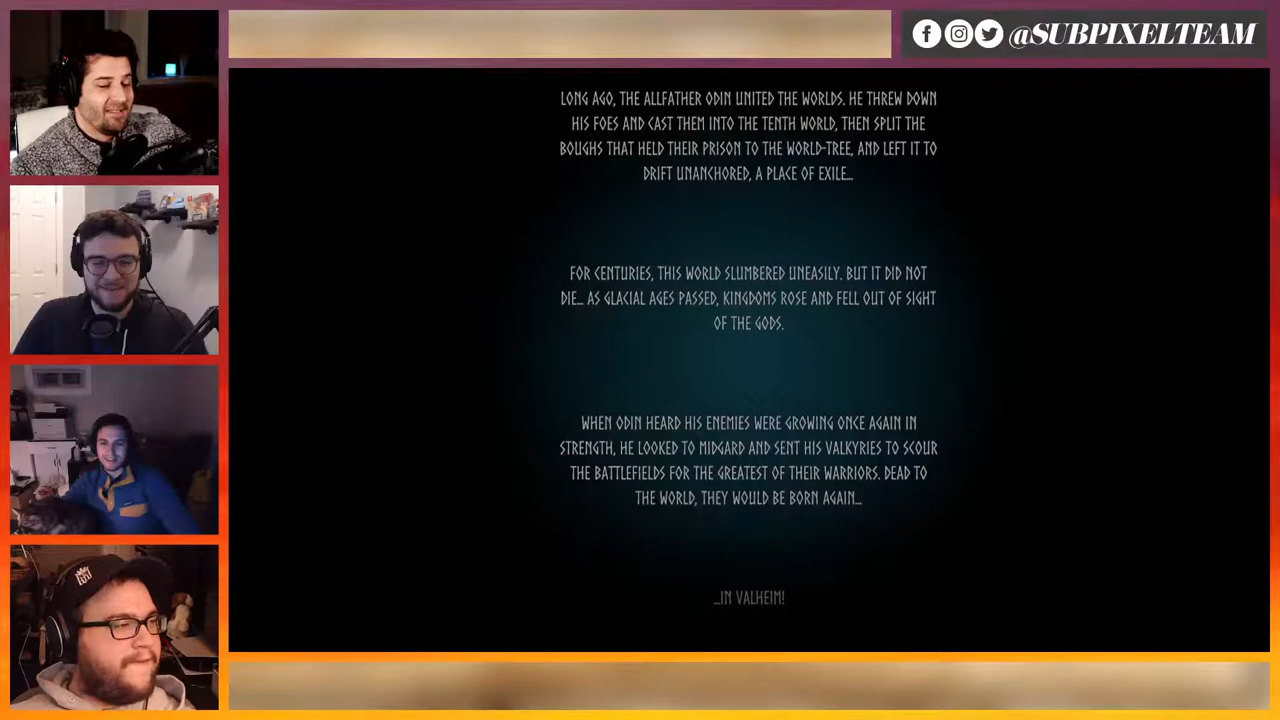 @SUBPIXELTEAM
LONG AGO, THE ALLFATHER ODIN UNITED THE WORLDS. HE THREW DOWN
HIS FOES AND CAST THEM INTO THE TENTH WORLD, THEN SPLIT THE
BOUGHS THAT HELD THEIR PRISON TO THE WORLD-TREE, AND LEFT IT TO
DRIFT UNANCHORED, A PLACE OF EXILE...
FOR CENTURIES, THIS WORLD SLUMBERED UNEASILY. BUT IT DID NOT
DIE... AS GLACIAL AGES PASSED, KINGDOMS ROSE AND FELL OUT OF SIGHT
OF THE GODS.
WHEN ODIN HEARD HIS ENEMIES WERE GROWING ONCE AGAIN IN
STRENGTH, HE LOOKED TO MIDGARD AND SENT HIS VALKYRIES TO SCOUR
THE BATTLEFIELDS FOR THE GREATEST OF THEIR WARRIORS. DEAD TO
THE WORLD, THEY WOULD BE BORN AGAIN...
...IN VALHEIM!